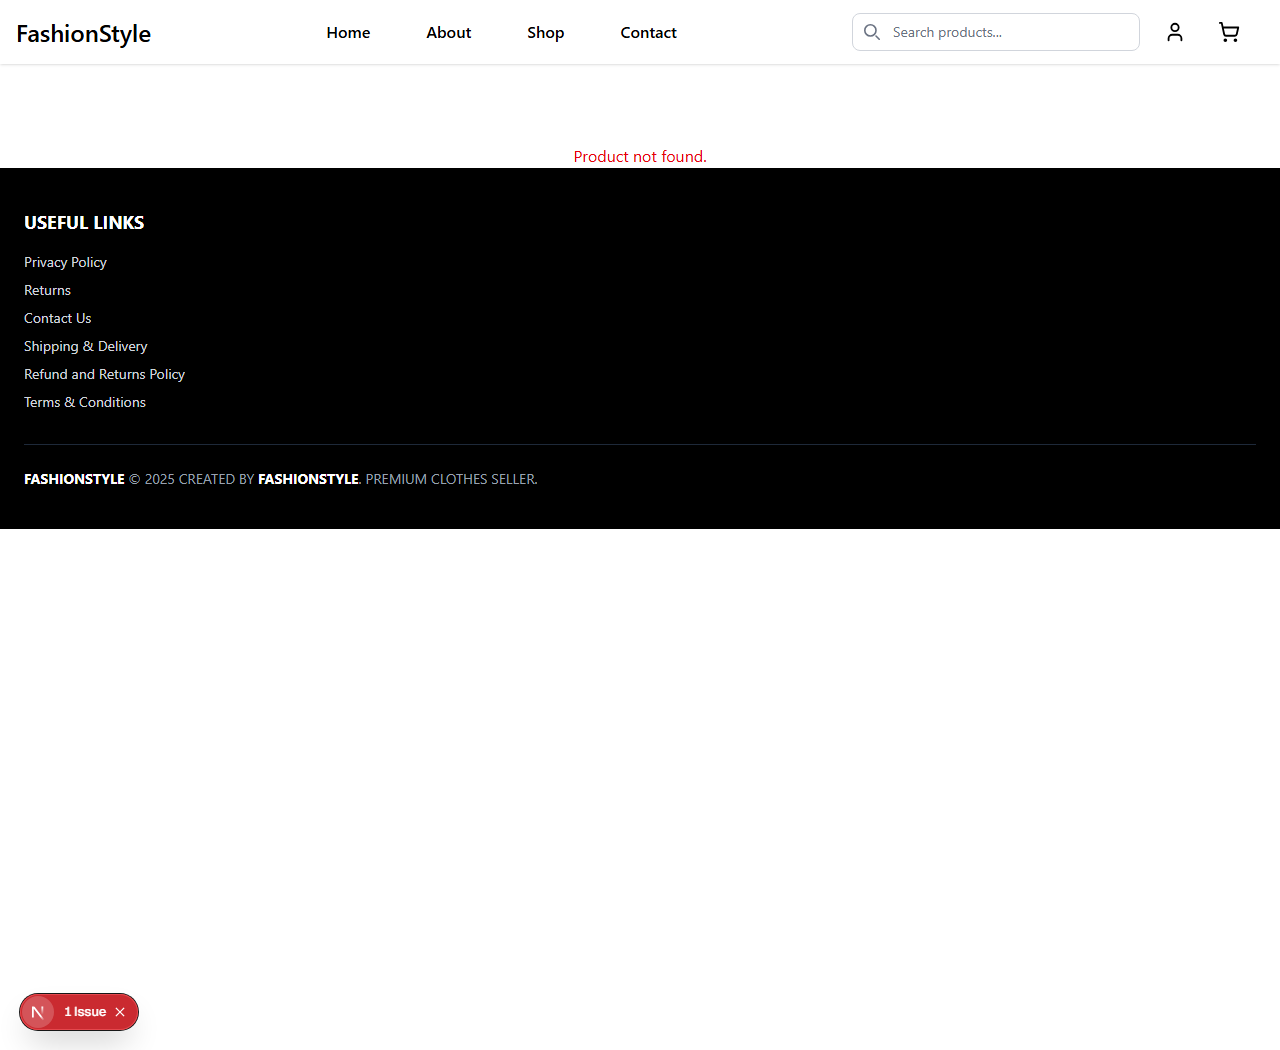 FashionStyle
Home
About
Shop
Contact
Search products...
Product not found.
USEFUL LINKS
Privacy Policy
Returns
Contact Us
Shipping & Delivery
Refund and Returns Policy
Terms & Conditions
FASHIONSTYLE © 2025 CREATED BY FASHIONSTYLE. PREMIUM CLOTHES SELLER.
N
1 Issue